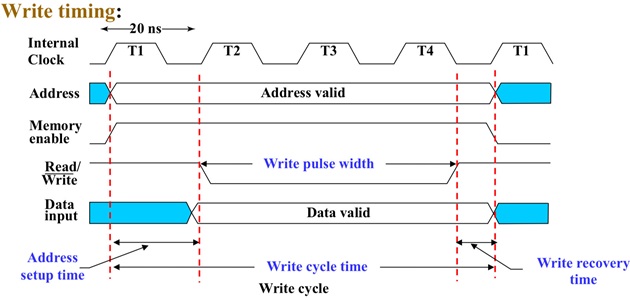 Write timing:
20 ns
Internal
Clock
T1 T2 T3 T4 T1
Address
Address valid
Memory
enable
Read/
Write
Write pulse width
Data
input
Data valid
Address
setup time
Write cycle time
Write recovery
time
Write cycle